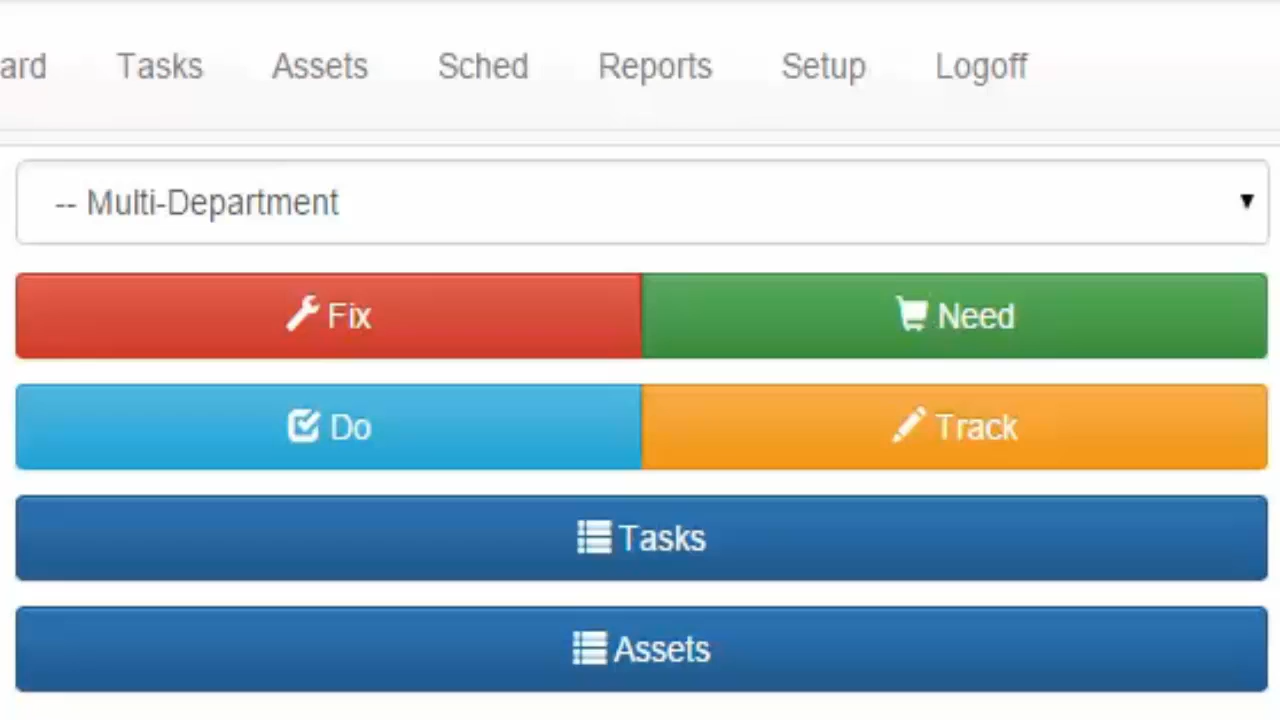 ard Tasks Assets Sched Reports Setup Logoff
-- Multi-Department
Fix Need
Do Track
Tasks
Assets